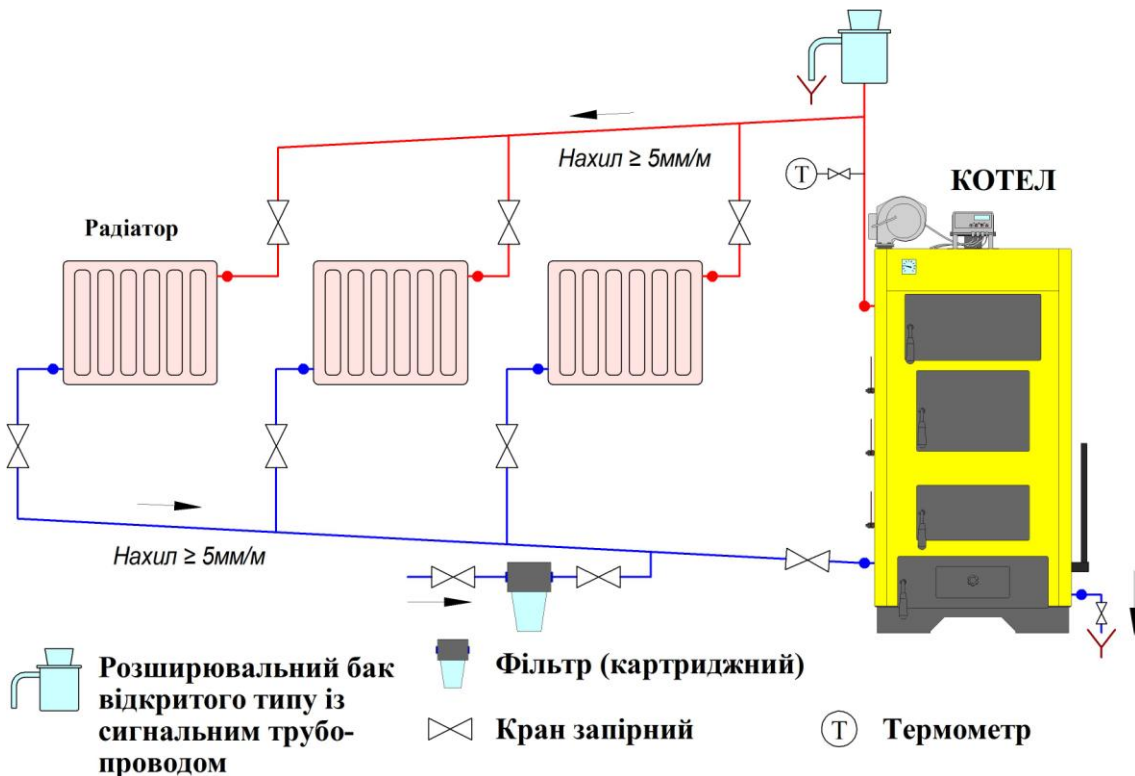 Нахил ≥ 5мм/м
Т
КОТЕЛ
Радіатор
Нахил ≥ 5мм/м
Розширювальний бак
відкритого типу із
сигнальним трубо-
проводом
Фільтр (картриджний)
Кран запірний
Т
Термометр